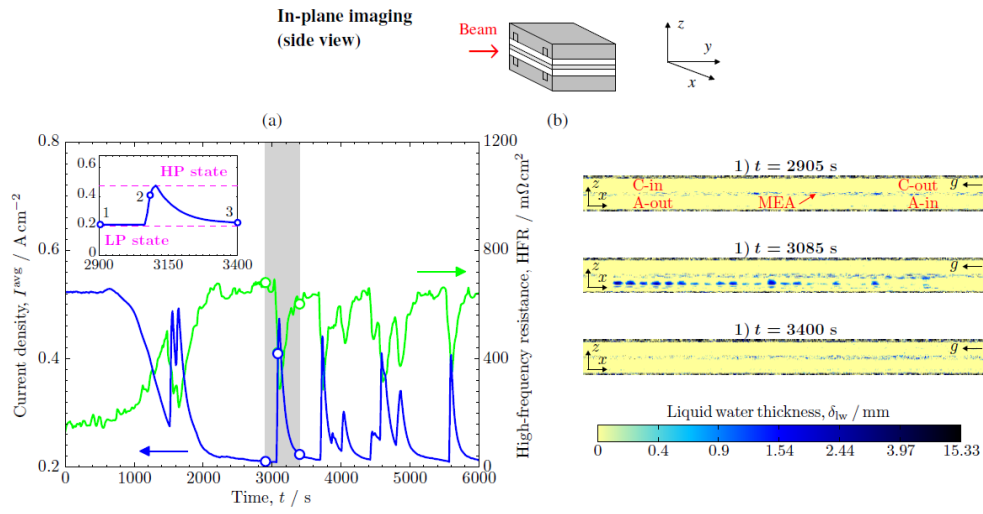 In-plane imaging
(side view)
Beam
z
y
x
(a)
(b)
0.8
0.6
0.4
0.2
Current density, I^avg / A cm−2
1200
800
400
0
High-frequency resistance, HFR / mΩ cm2
0 1000 2000 3000 4000 5000 6000
Time, t / s
0.6
0.4
0.2
0
HP state
LP state
1
2
3
2900 3150 3400
1) t = 2905 s
z
x
C-in
A-out
MEA
C-out
A-in
g
1) t = 3085 s
z
x
g
1) t = 3400 s
z
x
g
Liquid water thickness, δlw / mm
0 0.4 0.9 1.54 2.44 3.97 15.33